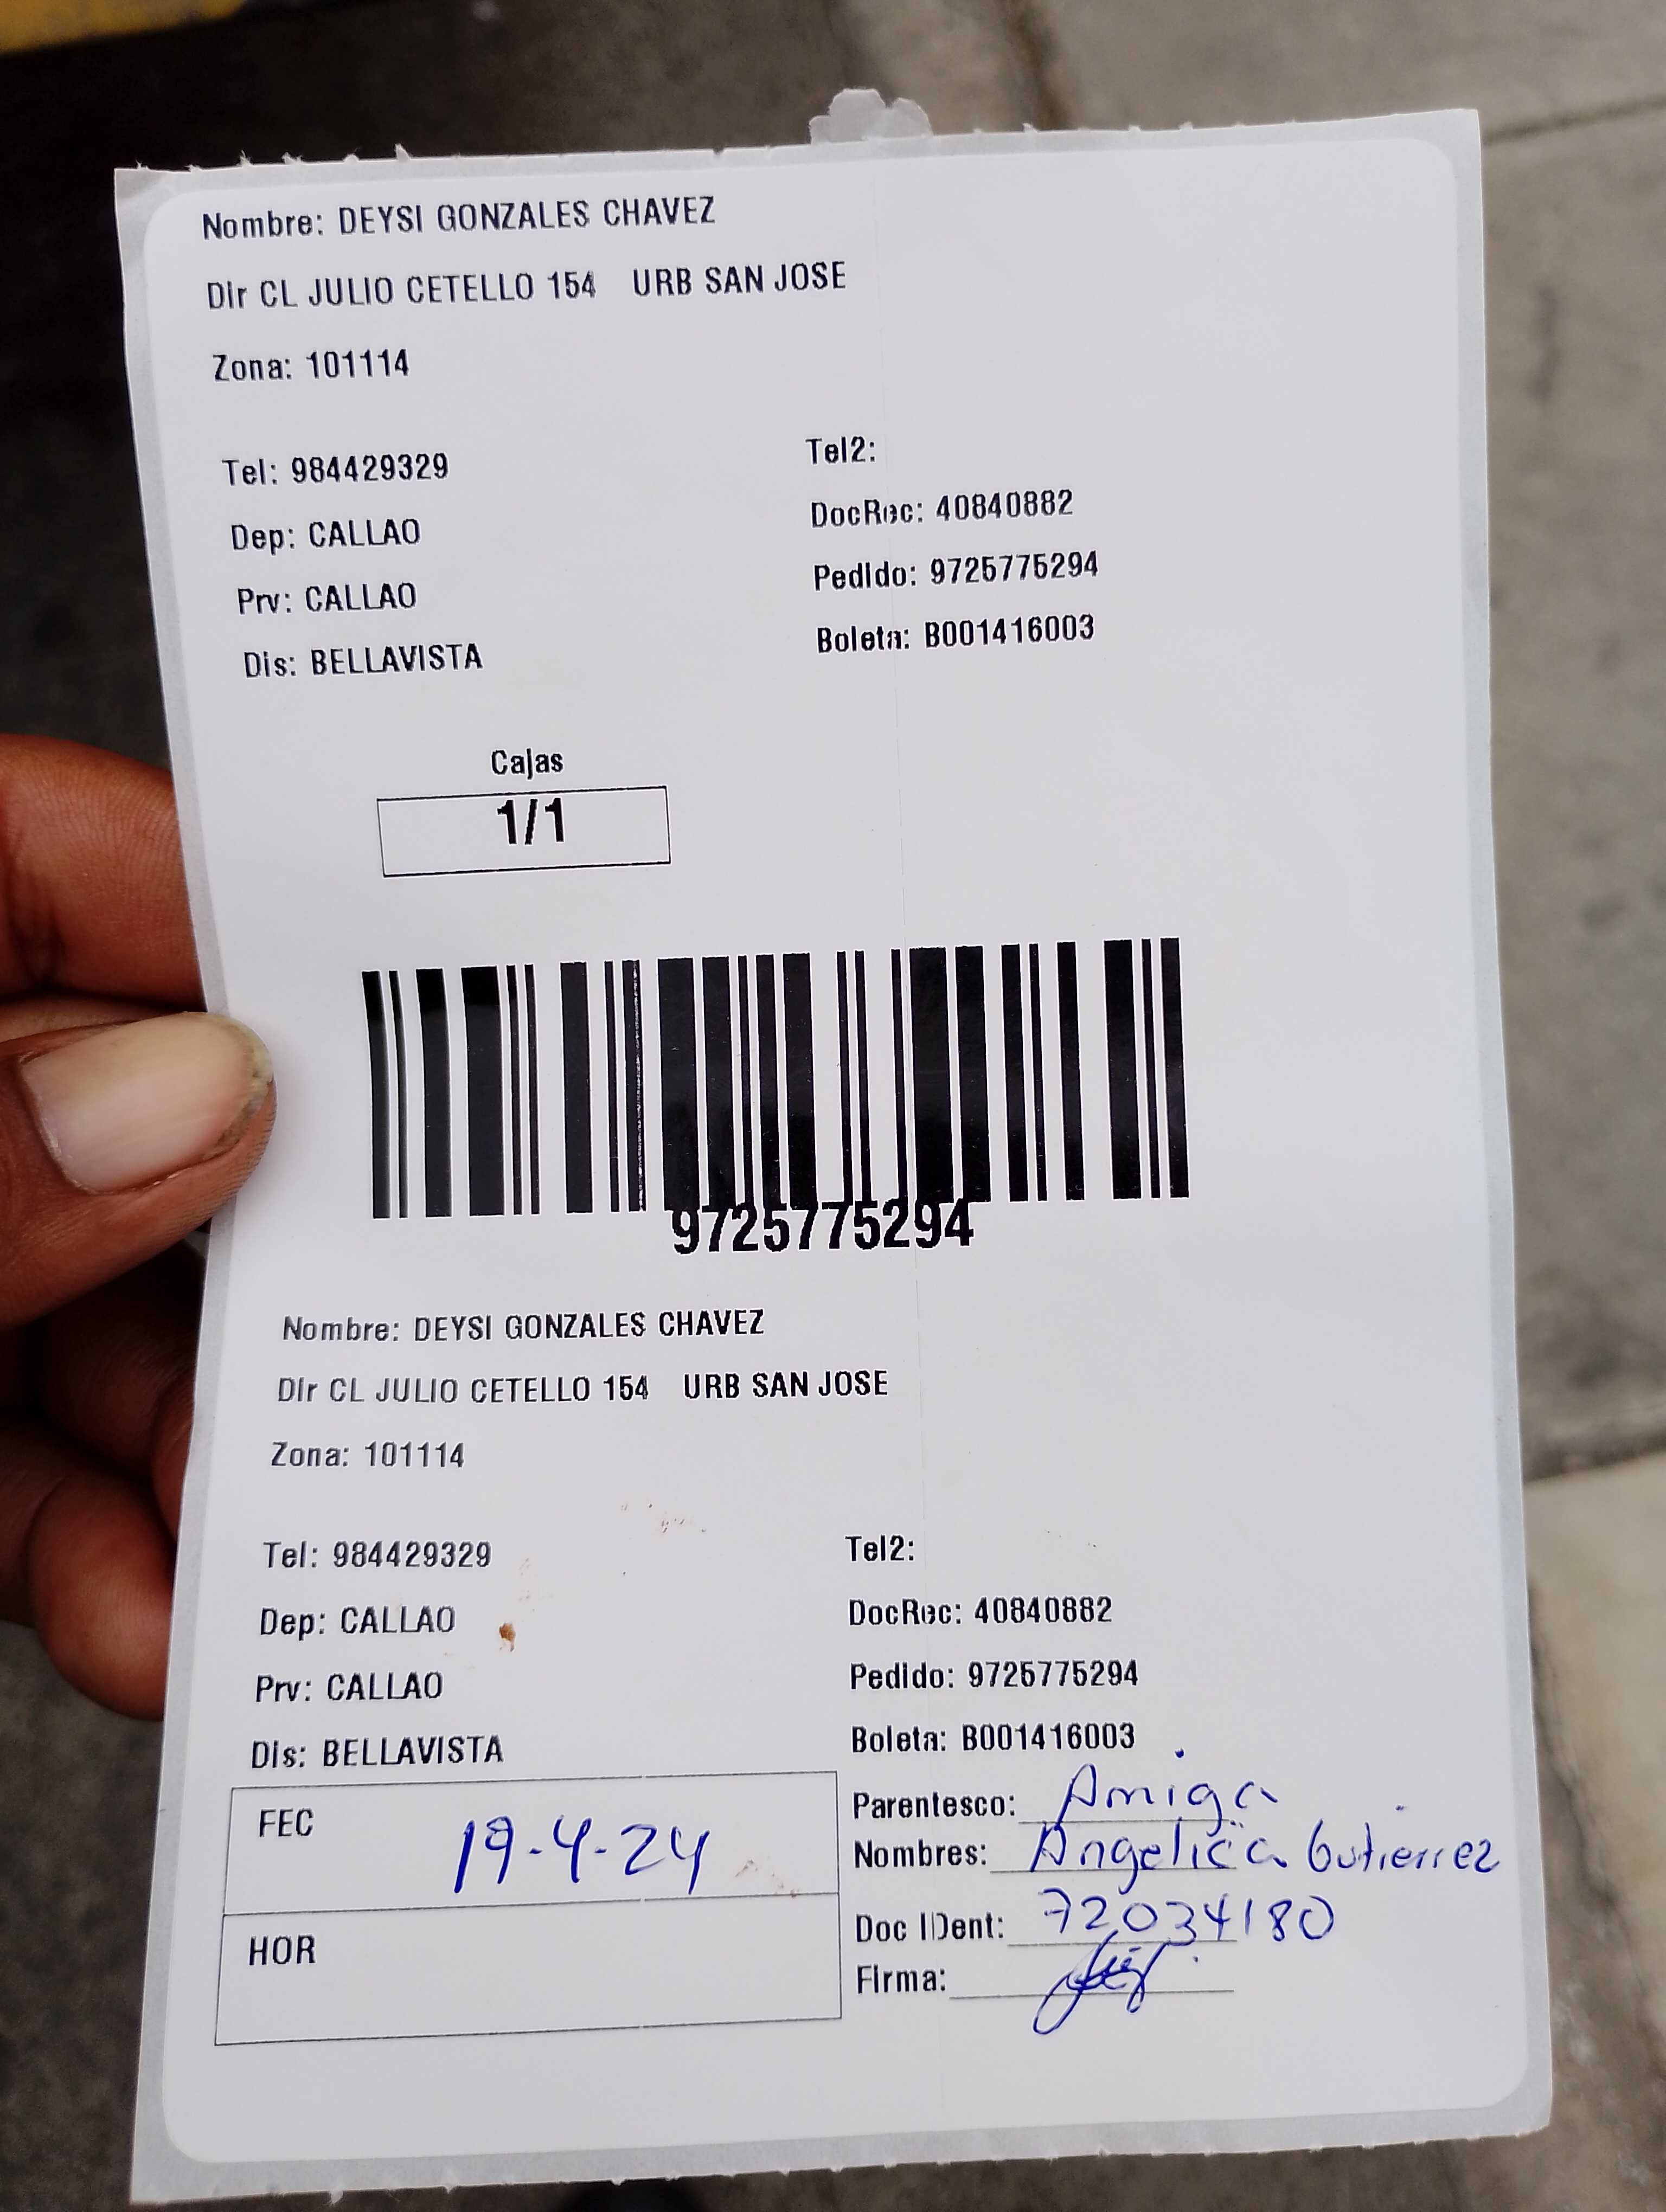 Nombre: DEYSI GONZALES CHAVEZ
Dir CL JULIO CETELLO 154 URB SAN JOSE
Zona: 101114
Tel: 984429329 Tel2:
Dep: CALLAO DocRec: 40840882
Prv: CALLAO Pedido: 9725775294
Dis: BELLAVISTA Boleta: B001416003
Cajas
1/1
9725775294
Nombre: DEYSI GONZALES CHAVEZ
Dir CL JULIO CETELLO 154 URB SAN JOSE
Zona: 101114
Tel: 984429329 Tel2:
Dep: CALLAO DocRec: 40840882
Prv: CALLAO Pedido: 9725775294
Dis: BELLAVISTA Boleta: B001416003
FEC 19-4-24
HOR
Parentesco: Amiga
Nombres: Angelica Gutierrez
Doc IDent: 72034180
Firma: